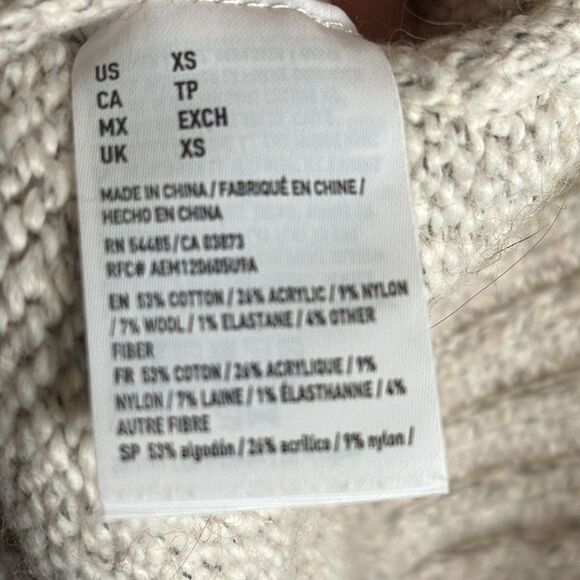 US XS
CA TP
MX EXCH
UK XS
MADE IN CHINA / FABRIQUÉ EN CHINE /
HECHO EN CHINA
RN 54485 / CA 03873
RFC# AEM120605U9A
EN 53% COTTON / 26% ACRYLIC / 9% NYLON
/ 7% WOOL / 1% ELASTANE / 4% OTHER
FIBER
FR 53% COTON / 26% ACRYLIQUE / 9%
NYLON / 7% LAINE / 1% ÉLASTHANNE / 4%
AUTRE FIBRE
SP 53% algodón / 26% acrílico / 9% nylon /